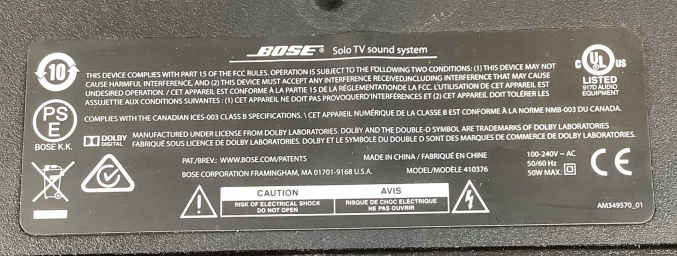 BOSE® Solo TV sound system
10
THIS DEVICE COMPLIES WITH PART 15 OF THE FCC RULES. OPERATION IS SUBJECT TO THE FOLLOWING TWO CONDITIONS: (1) THIS DEVICE MAY NOT
CAUSE HARMFUL INTERFERENCE, AND (2) THIS DEVICE MUST ACCEPT ANY INTERFERENCE RECEIVED,INCLUDING INTERFERENCE THAT MAY CAUSE
UNDESIRED OPERATION. / CET APPAREIL EST CONFORME À LA PARTIE 15 DE LA RÉGLEMENTATIONDE LA FCC. L'UTILISATION DE CET APPAREIL EST
ASSUJETTIE AUX CONDITIONS SUIVANTES : (1) CET APPAREIL NE DOIT PAS PROVOQUERD'INTERFÉRENCES ET (2) CET APPAREIL DOIT TOLÉRER LES
C UL US
LISTED
917D AUDIO
EQUIPMENT
PS
E
BOSE K.K.
COMPLIES WITH THE CANADIAN ICES-003 CLASS B SPECIFICATIONS. \ CET APPAREIL NUMÉRIQUE DE LA CLASSE B EST CONFORME À LA NORME NMB-003 DU CANADA.
DOLBY
DIGITAL
MANUFACTURED UNDER LICENSE FROM DOLBY LABORATORIES. DOLBY AND THE DOUBLE-D SYMBOL ARE TRADEMARKS OF DOLBY LABORATORIES
FABRIQUÉ SOUS LICENCE DE DOLBY LABORATORIES. DOLBY ET LE SYMBOLE DU DOUBLE D SONT DES MARQUES DE COMMERCE DE DOLBY LABORATORIES.
PAT/BREV.: WWW.BOSE.COM/PATENTS
MADE IN CHINA / FABRIQUÉ EN CHINE
BOSE CORPORATION FRAMINGHAM, MA 01701-9168 U.S.A.
MODEL/MODÈLE 410376
100-240V ~ AC
50/60 Hz
50W MAX.
CE
CAUTION
RISK OF ELECTRICAL SHOCK
DO NOT OPEN
AVIS
RISQUE DE CHOC ELECTRIQUE
NE PAS OUVRIR
AM349570_01